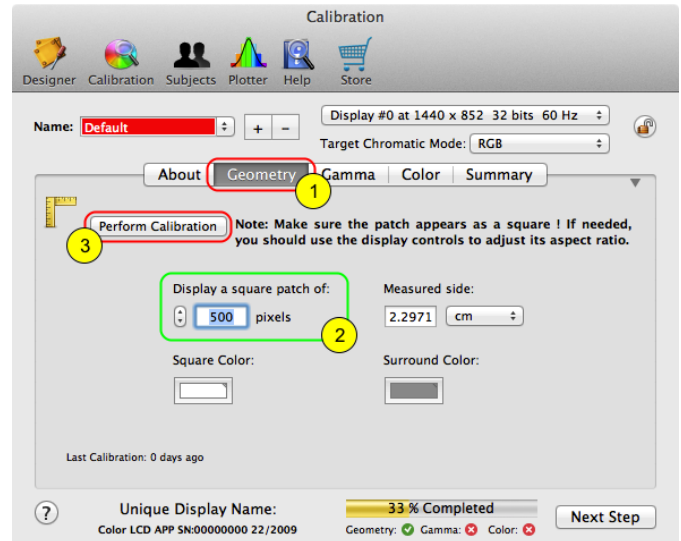 Calibration
Designer Calibration Subjects Plotter Help Store
Name: Default + - Display #0 at 1440 x 852 32 bits 60 Hz
Target Chromatic Mode: RGB
About Geometry Gamma Color Summary
1
Perform Calibration Note: Make sure the patch appears as a square ! If needed,
3 you should use the display controls to adjust its aspect ratio.
Display a square patch of: Measured side:
500 pixels 2.2971 cm
2
Square Color: Surround Color:
Last Calibration: 0 days ago
? Unique Display Name: 33 % Completed Next Step
Color LCD APP SN:00000000 22/2009 Geometry: Gamma: Color: